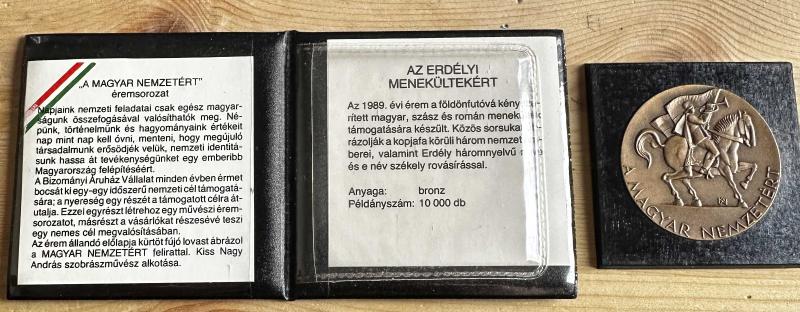 „A MAGYAR NEMZETÉRT”
éremsorozat
Napjaink nemzeti feladatai csak egész magyar-
ságunk összefogásával valósíthatók meg. Né-
pünk, történelmünk és hagyományaink értékeit
nap mint nap kell óvni, menteni, hogy megújuló
társadalmunk erősödjék velük, nemzeti identitá-
sunk hassa át tevékenységünket egy emberibb
Magyarország felépítéséért.
A Bizományi Áruház Vállalat minden évben érmet
bocsát ki egy-egy időszerű nemzeti cél támogatá-
sára; a nyereség egy részét a támogatott célra át-
utalja. Ezzel egyrészt létrehoz egy művészi érem-
sorozatot, másrészt a vásárlókat részesévé teszi
egy nemes cél megvalósításában.
Az érem állandó előlapja kürtöt fújó lovast ábrázol
a MAGYAR NEMZETÉRT felirattal. Kiss Nagy
András szobrászművész alkotása.
AZ ERDÉLYI
MENEKÜLTEKÉRT
Az 1989. évi érem a földönfutóvá kény
rített magyar, szász és román menek
támogatására készült. Közös sorsuka
rázolják a kopjafa körüli három nemzet
berei, valamint Erdély háromnyelvű
és e név székely rovásírással.
Anyaga: bronz
Példányszám: 10 000 db
A MAGYAR NEMZETÉRT